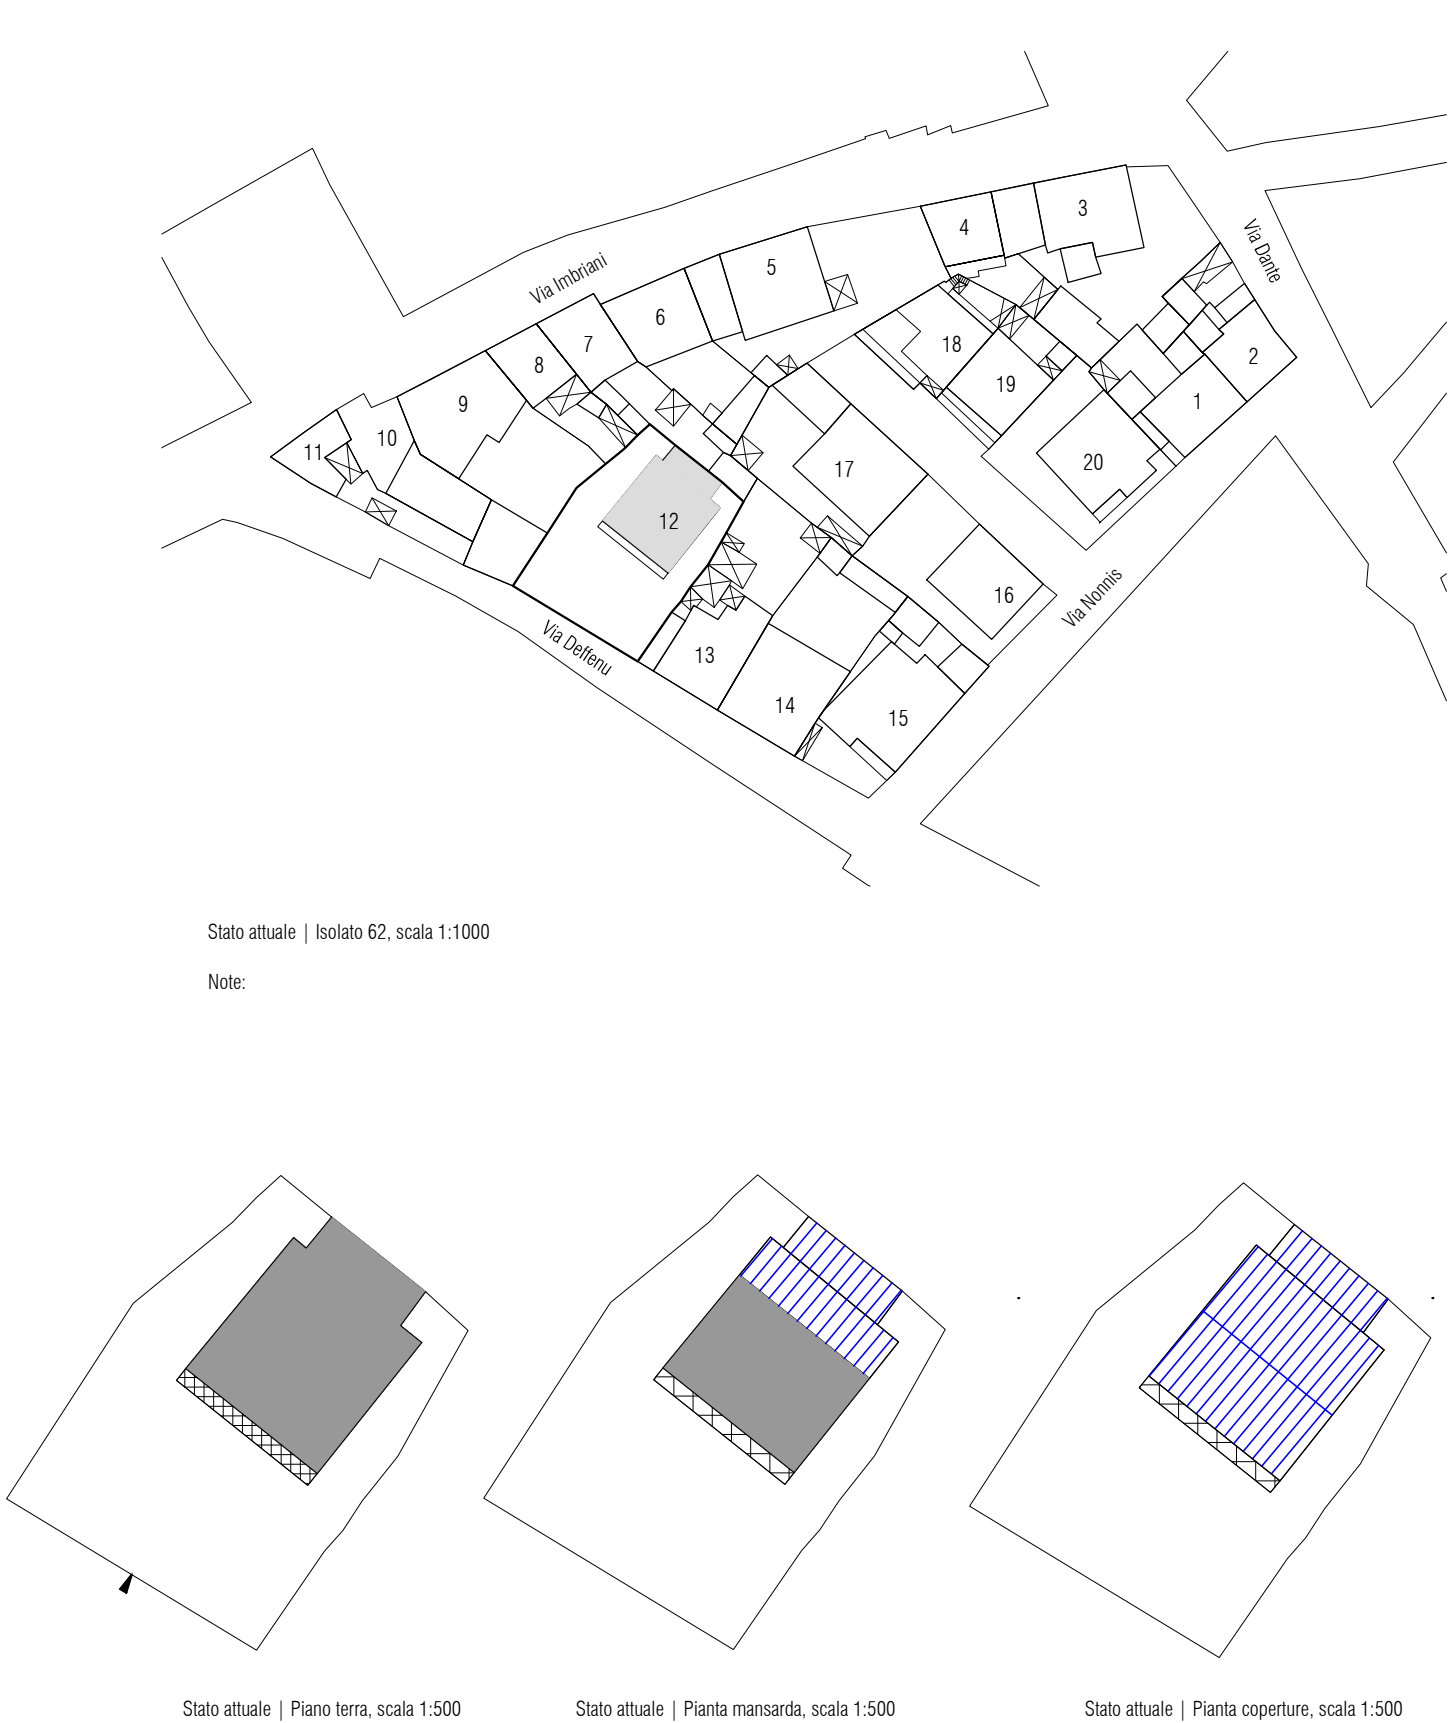 3
4
Via Dante
5
Via Imbriani
6
7
18
8
2
19
9
1
10
11
20
17
12
16
Via Nonnis
Via Deffenu
13
14
15
Stato attuale | Isolato 62, scala 1:1000
Note:
Stato attuale | Piano terra, scala 1:500
Stato attuale | Pianta mansarda, scala 1:500
Stato attuale | Pianta coperture, scala 1:500